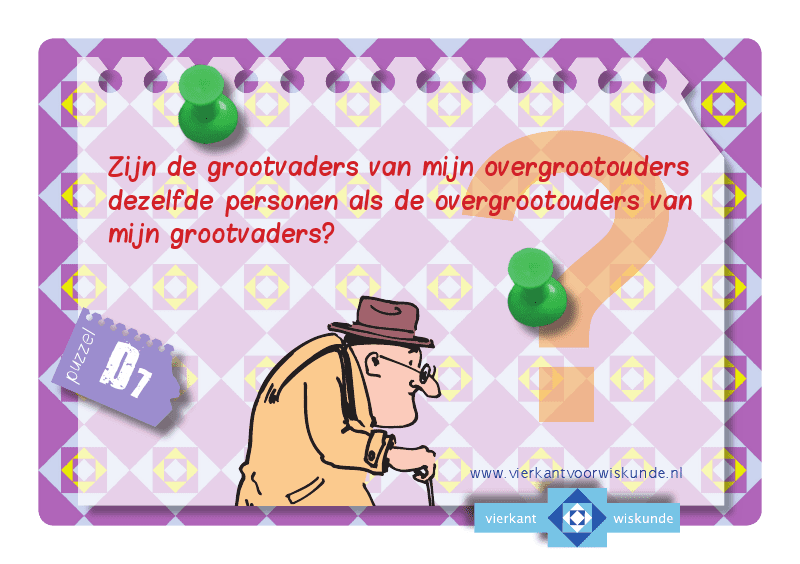 Zijn de grootvaders van mijn overgrootouders
dezelfde personen als de overgrootouders van
mijn grootvaders?
puzzel
D1
www.vierkantvoorwiskunde.nl
vierkant wiskunde